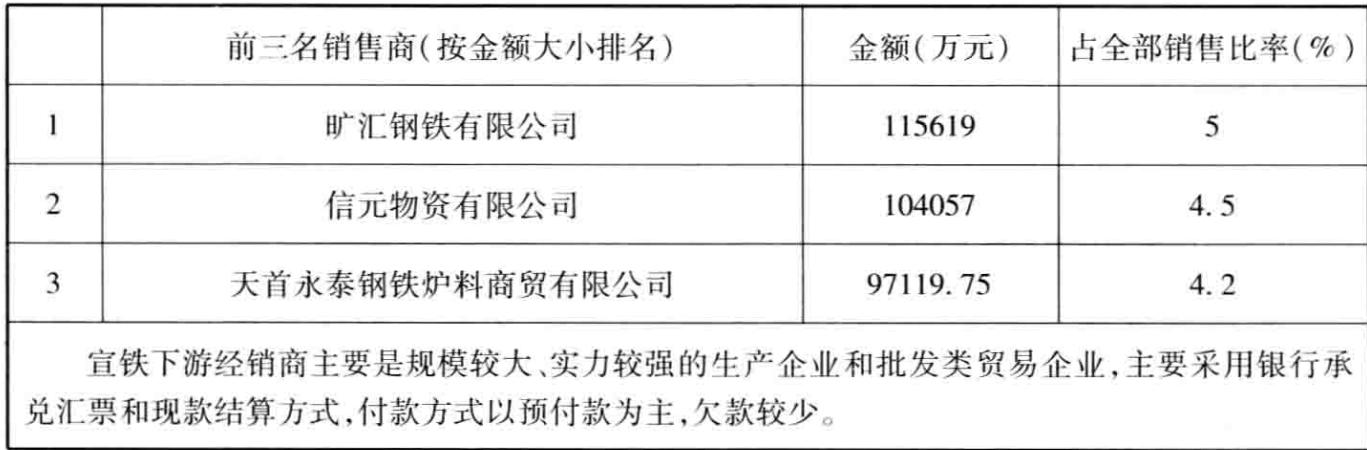 前三名销售商(按金额大小排名) 金额(万元) 占全部销售比率(%)
1 旷汇钢铁有限公司 115619 5
2 信元物资有限公司 104057 4.5
3 天首永泰钢铁炉料商贸有限公司 97119.75 4.2
宣铁下游经销商主要是规模较大、实力较强的生产企业和批发类贸易企业,主要采用银行承
兑汇票和现款结算方式,付款方式以预付款为主,欠款较少。